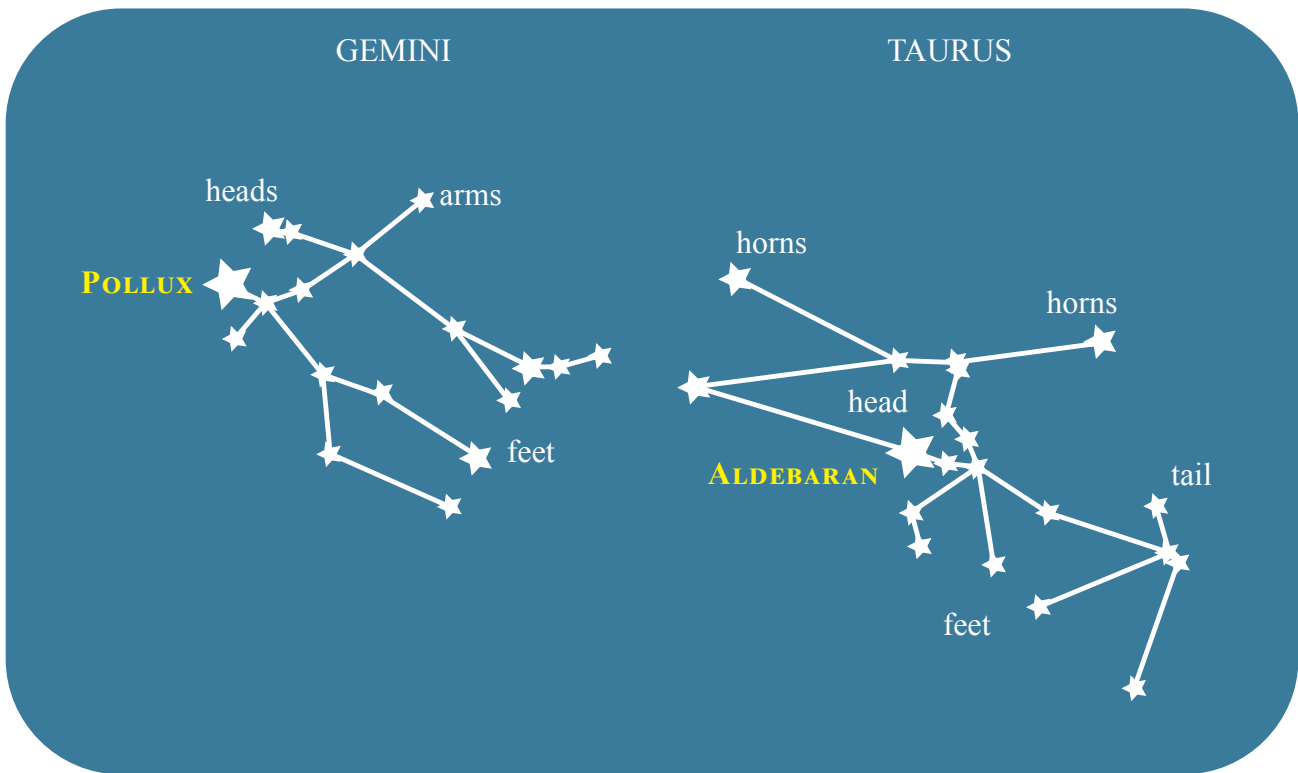 GEMINI
heads
arms
POLLUX
feet
TAURUS
horns
horns
head
ALDEBARAN
tail
feet